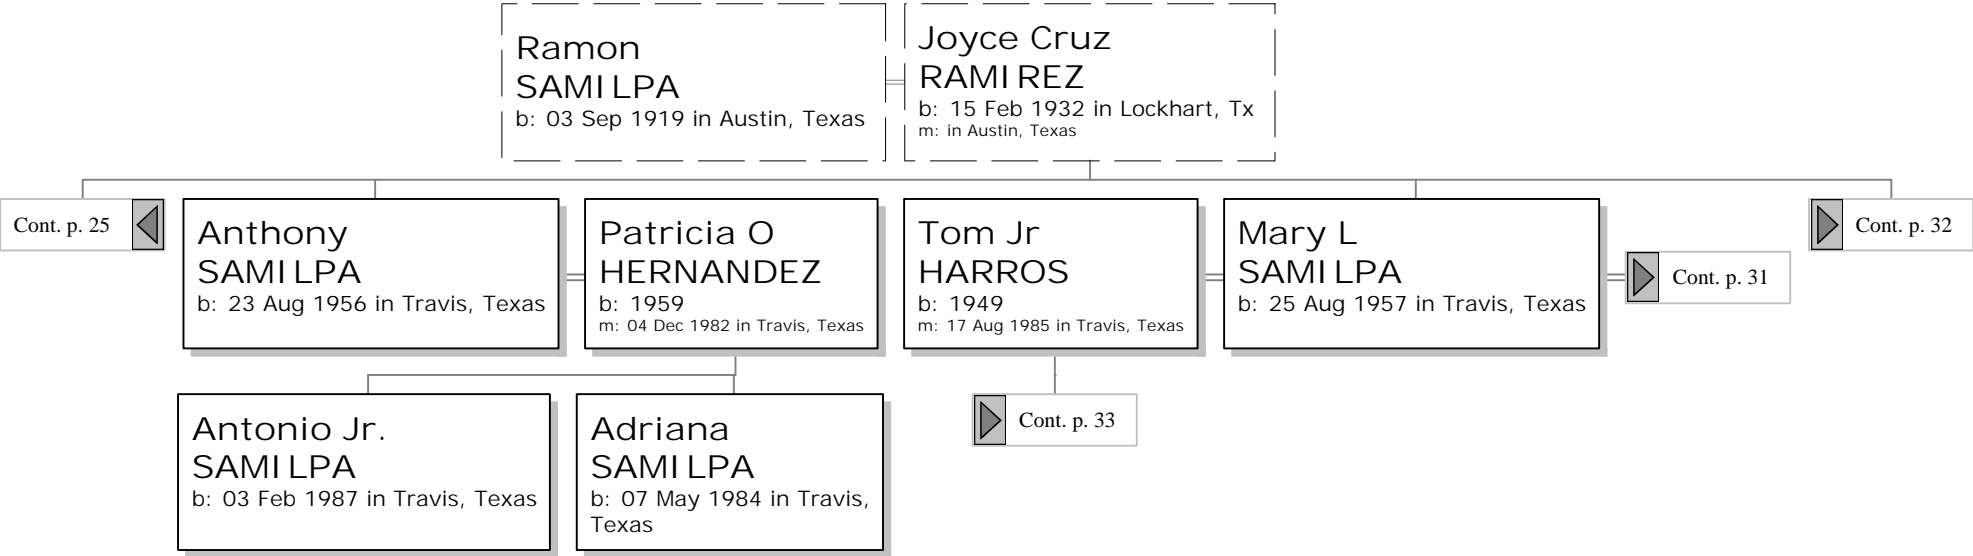 Ramon
SAMILPA
b: 03 Sep 1919 in Austin, Texas
Joyce Cruz
RAMIREZ
b: 15 Feb 1932 in Lockhart, Tx
m: in Austin, Texas
Cont. p. 25
Anthony
SAMILPA
b: 23 Aug 1956 in Travis, Texas
Patricia O
HERNANDEZ
b: 1959
m: 04 Dec 1982 in Travis, Texas
Tom Jr
HARROS
b: 1949
m: 17 Aug 1985 in Travis, Texas
Mary L
SAMILPA
b: 25 Aug 1957 in Travis, Texas
Cont. p. 31
Cont. p. 32
Antonio Jr.
SAMILPA
b: 03 Feb 1987 in Travis, Texas
Adriana
SAMILPA
b: 07 May 1984 in Travis,
Texas
Cont. p. 33